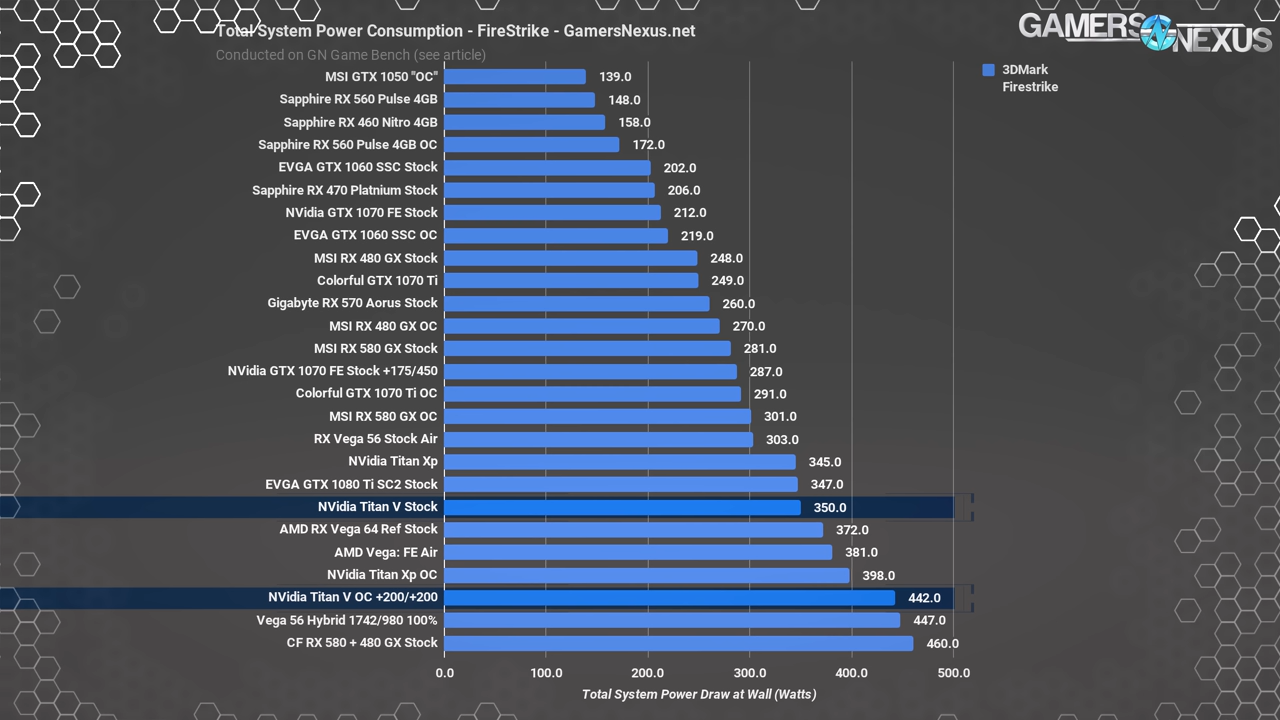 Total System Power Consumption - FireStrike - GamersNexus.net
GAMERS NEXUS
Conducted on GN Game Bench (see article)
3DMark
Firestrike
MSI GTX 1050 "OC" 139.0
Sapphire RX 560 Pulse 4GB 148.0
Sapphire RX 460 Nitro 4GB 158.0
Sapphire RX 560 Pulse 4GB OC 172.0
EVGA GTX 1060 SSC Stock 202.0
Sapphire RX 470 Platnium Stock 206.0
NVidia GTX 1070 FE Stock 212.0
EVGA GTX 1060 SSC OC 219.0
MSI RX 480 GX Stock 248.0
Colorful GTX 1070 Ti 249.0
Gigabyte RX 570 Aorus Stock 260.0
MSI RX 480 GX OC 270.0
MSI RX 580 GX Stock 281.0
NVidia GTX 1070 FE Stock +175/450 287.0
Colorful GTX 1070 Ti OC 291.0
MSI RX 580 GX OC 301.0
RX Vega 56 Stock Air 303.0
NVidia Titan Xp 345.0
EVGA GTX 1080 Ti SC2 Stock 347.0
NVidia Titan V Stock 350.0
AMD RX Vega 64 Ref Stock 372.0
AMD Vega: FE Air 381.0
NVidia Titan Xp OC 398.0
NVidia Titan V OC +200/+200 442.0
Vega 56 Hybrid 1742/980 100% 447.0
CF RX 580 + 480 GX Stock 460.0
0.0 100.0 200.0 300.0 400.0 500.0
Total System Power Draw at Wall (Watts)